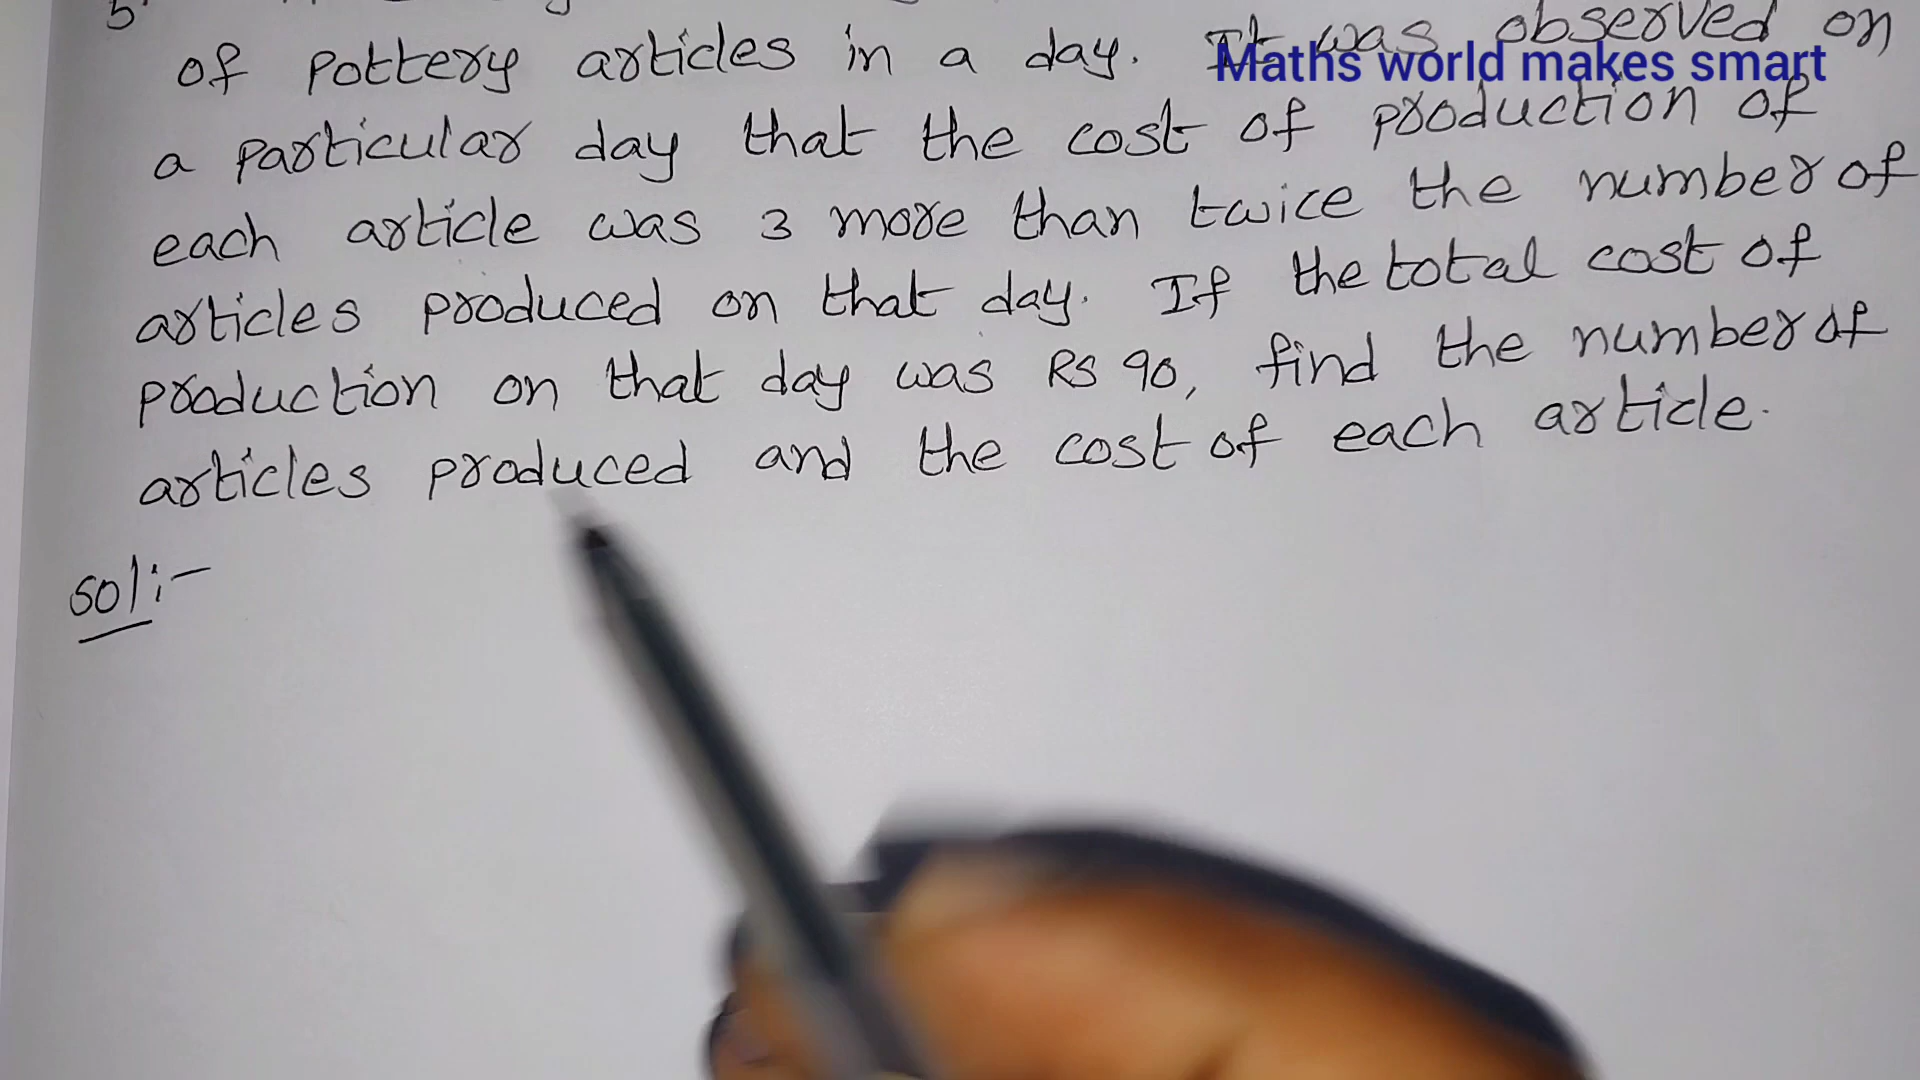 5
of pottery articles in a day. It was observed on
Maths world makes smart
a particular day that the cost of production of
each article was 3 more than twice the number of
articles produced on that day. If the total cost of
production on that day was RS 90, find the number of
articles produced and the cost of each article.
Sol:-